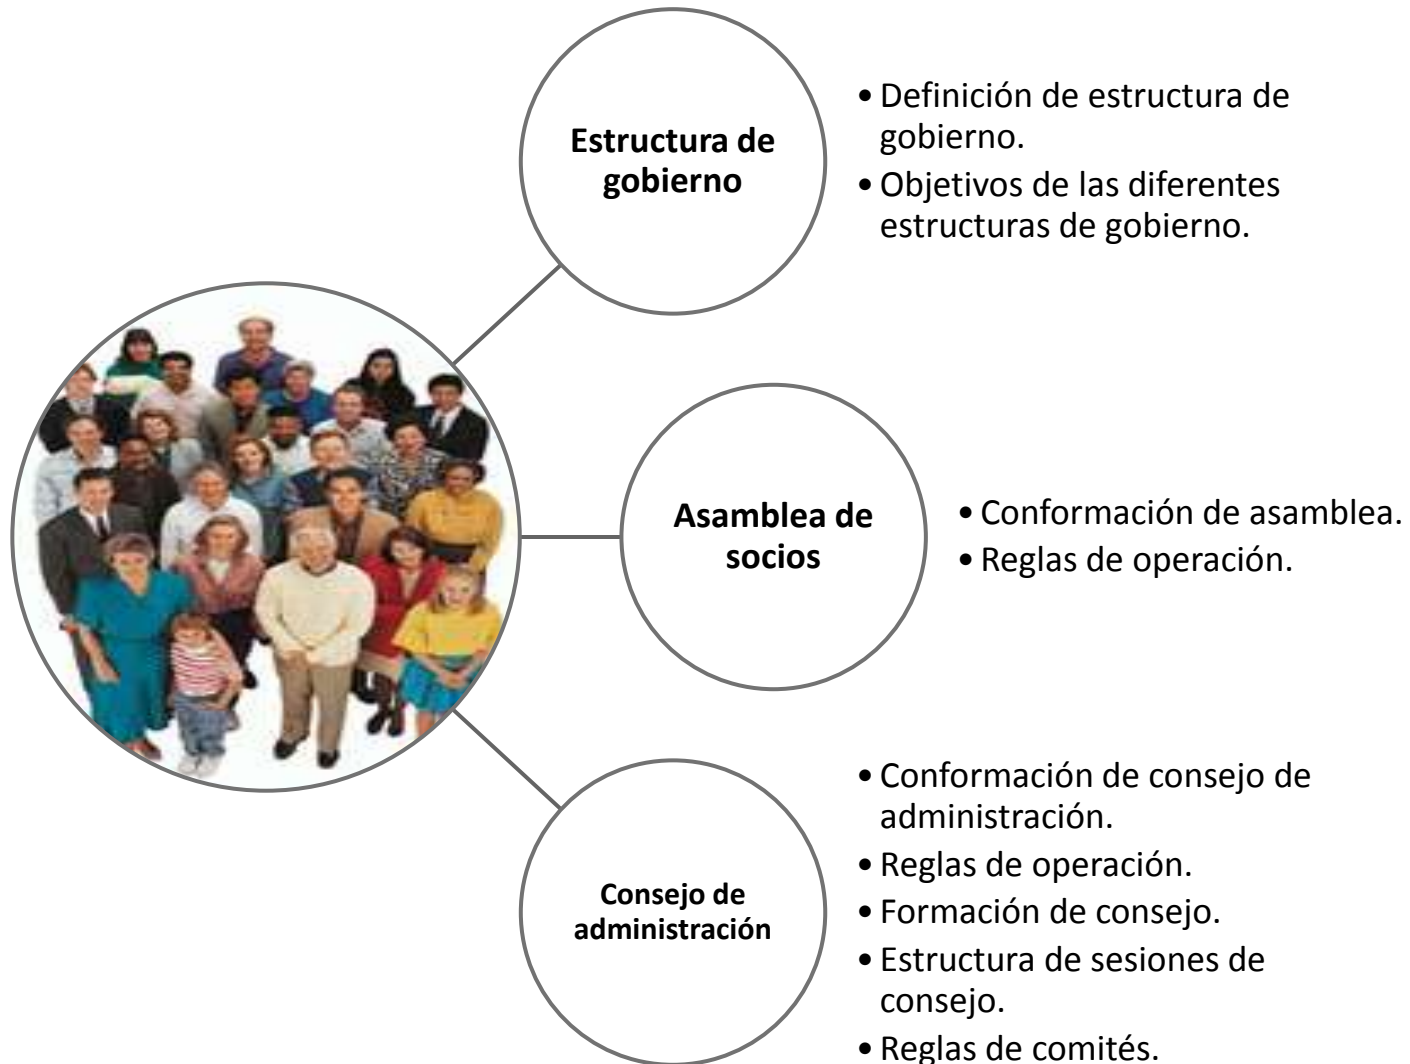 Estructura de
gobierno
• Definición de estructura de
gobierno.
• Objetivos de las diferentes
estructuras de gobierno.
Asamblea de
socios
• Conformación de asamblea.
• Reglas de operación.
Consejo de
administración
• Conformación de consejo de
administración.
• Reglas de operación.
• Formación de consejo.
• Estructura de sesiones de
consejo.
• Reglas de comités.